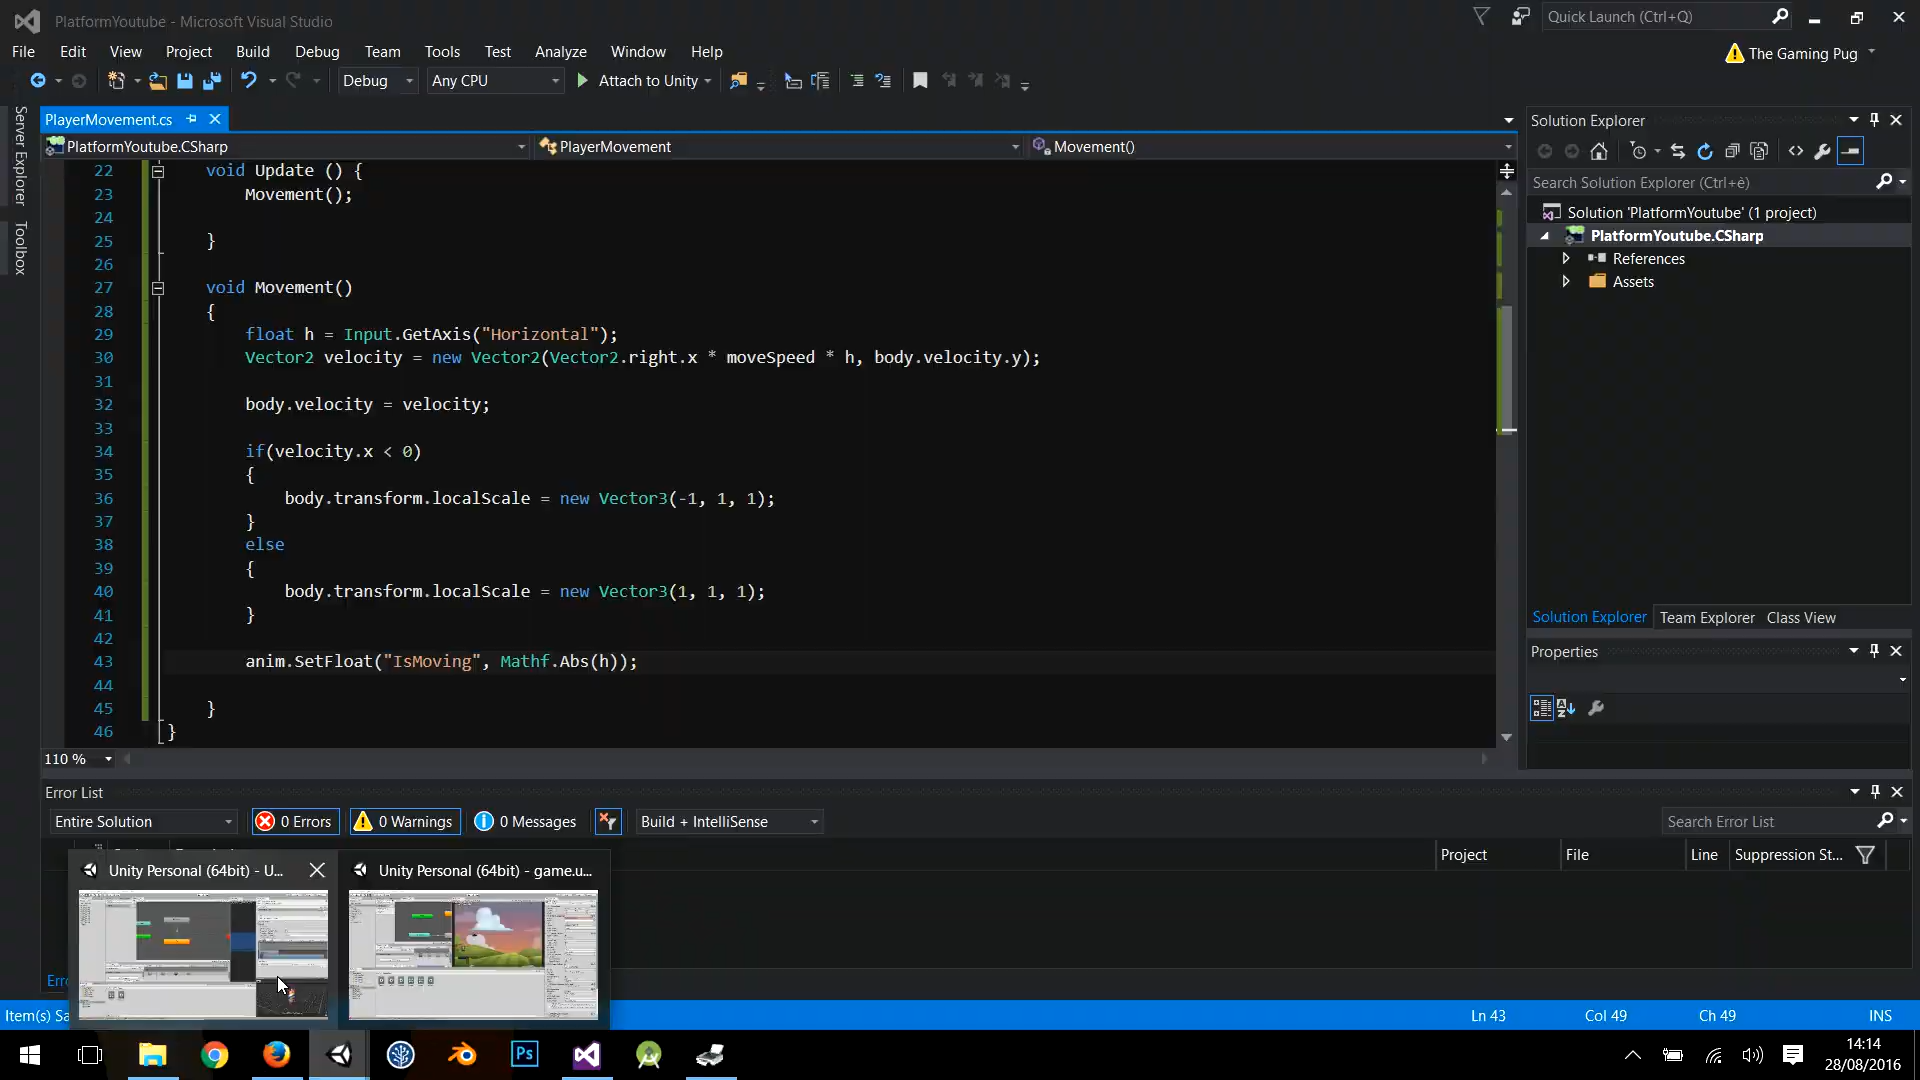 PlatformYoutube - Microsoft Visual Studio
Quick Launch (Ctrl+Q)
File Edit View Project Build Debug Team Tools Test Analyze Window Help
The Gaming Pug
Debug Any CPU Attach to Unity
Server Explorer
Toolbox
PlayerMovement.cs
PlatformYoutube.CSharp PlayerMovement Movement()
22 void Update () {
23 Movement();
24
25 }
26
27 void Movement()
28 {
29 float h = Input.GetAxis("Horizontal");
30 Vector2 velocity = new Vector2(Vector2.right.x * moveSpeed * h, body.velocity.y);
31
32 body.velocity = velocity;
33
34 if(velocity.x < 0)
35 {
36 body.transform.localScale = new Vector3(-1, 1, 1);
37 }
38 else
39 {
40 body.transform.localScale = new Vector3(1, 1, 1);
41 }
42
43 anim.SetFloat("IsMoving", Mathf.Abs(h));
44
45 }
46 }
110 %
Solution Explorer
Search Solution Explorer (Ctrl+è)
Solution 'PlatformYoutube' (1 project)
PlatformYoutube.CSharp
References
Assets
Solution Explorer Team Explorer Class View
Properties
Error List
Entire Solution 0 Errors 0 Warnings 0 Messages Build + IntelliSense Search Error List
Project File Line Suppression St...
Unity Personal (64bit) - U... Unity Personal (64bit) - game.u...
Erro
Item(s) Sa Ln 43 Col 49 Ch 49 INS
Ps
14:14
28/08/2016